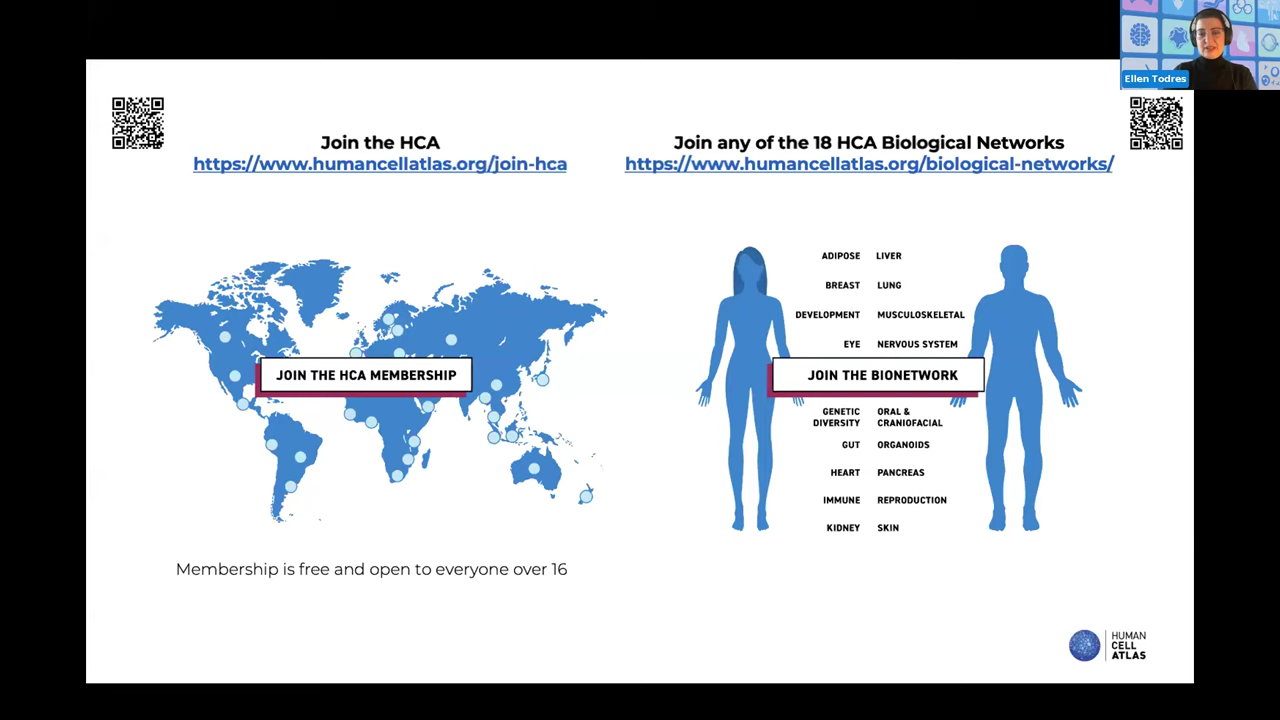 Ellen Todres
Join the HCA
https://www.humancellatlas.org/join-hca
Join any of the 18 HCA Biological Networks
https://www.humancellatlas.org/biological-networks/
JOIN THE HCA MEMBERSHIP
Membership is free and open to everyone over 16
ADIPOSE LIVER
BREAST LUNG
DEVELOPMENT MUSCULOSKELETAL
EYE NERVOUS SYSTEM
JOIN THE BIONETWORK
GENETIC ORAL &
DIVERSITY CRANIOFACIAL
GUT ORGANOIDS
HEART PANCREAS
IMMUNE REPRODUCTION
KIDNEY SKIN
HUMAN
CELL
ATLAS